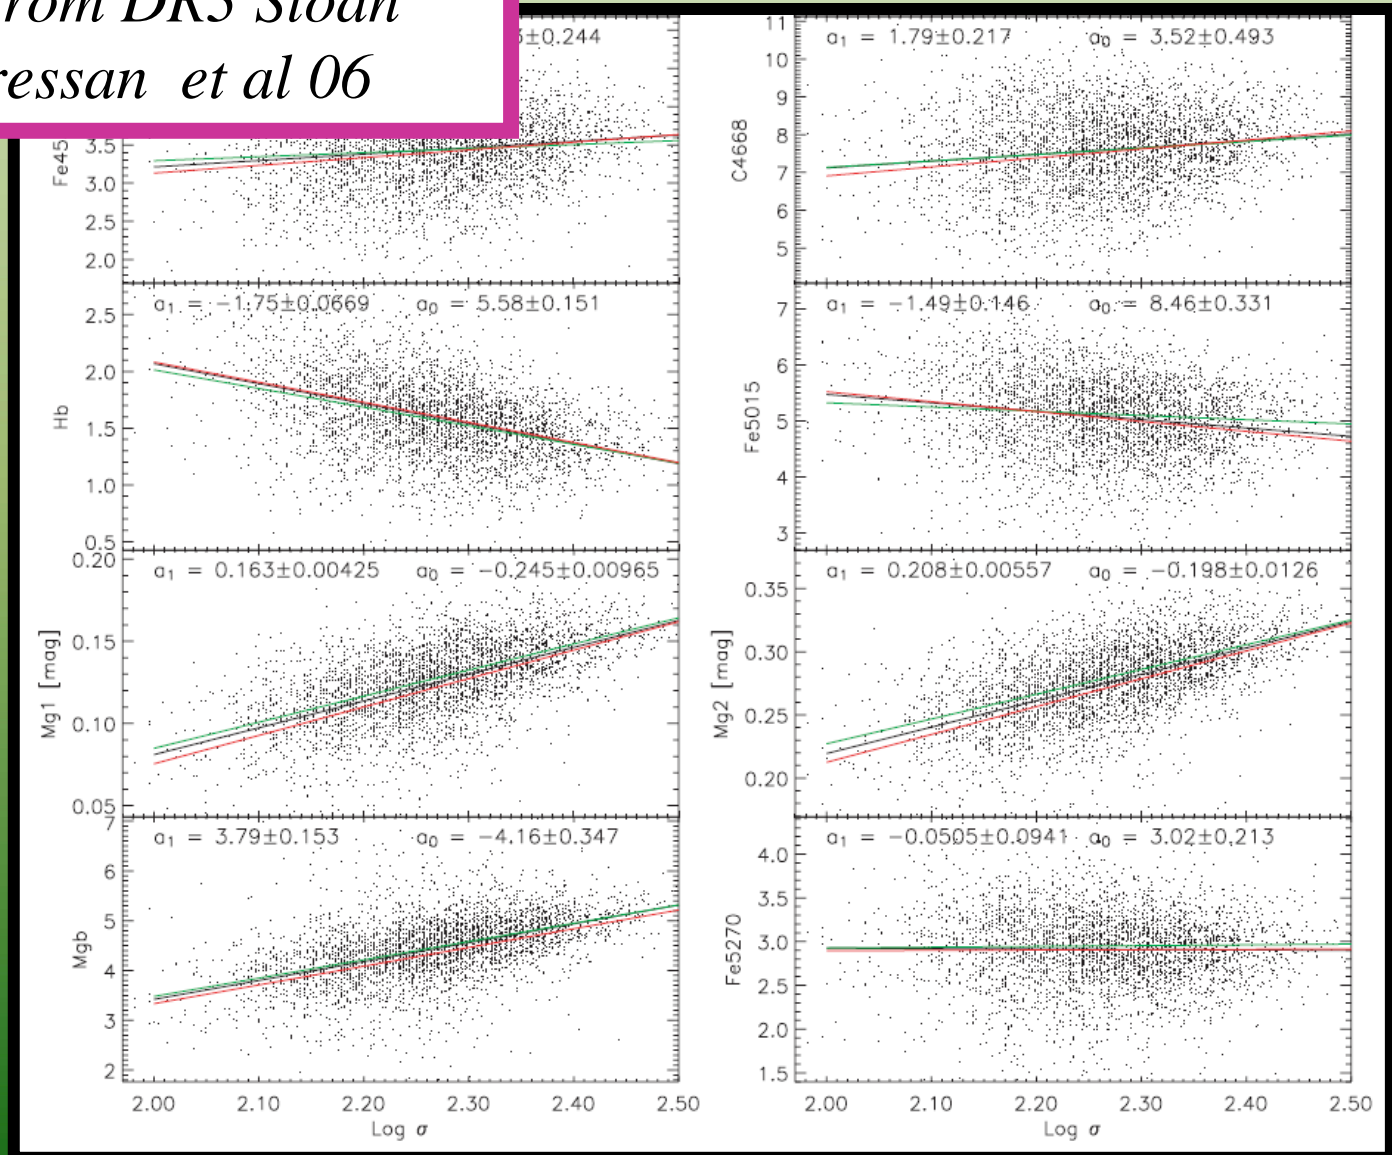 from DR3 Sloan
ressan et al 06
±0.244
Fe45
3.5
3.0
2.5
2.0
a1 = 1.79±0.217 a0 = 3.52±0.493
C4668
11
10
9
8
7
6
5
a1 = −1.75±0.0669 a0 = 5.58±0.151
Hb
2.5
2.0
1.5
1.0
0.5
a1 = −1.49±0.146 a0 = 8.46±0.331
Fe5015
7
6
5
4
3
a1 = 0.163±0.00425 a0 = −0.245±0.00965
Mg1 [mag]
0.20
0.15
0.10
0.05
a1 = 0.208±0.00557 a0 = −0.198±0.0126
Mg2 [mag]
0.35
0.30
0.25
0.20
a1 = 3.79±0.153 a0 = −4.16±0.347
Mgb
7
6
5
4
3
2
a1 = −0.0505±0.0941 a0 = 3.02±0.213
Fe5270
4.0
3.5
3.0
2.5
2.0
1.5
2.00 2.10 2.20 2.30 2.40 2.50
Log σ
2.00 2.10 2.20 2.30 2.40 2.50
Log σ